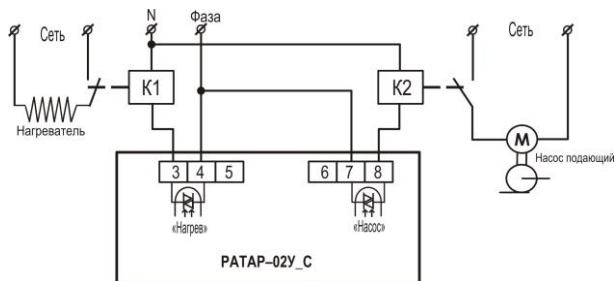 Сеть
N
Фаза
Сеть
К1
К2
Нагреватель
М
Насос подающий
3 4 5
6 7 8
«Нагрев»
«Насос»
РАТАР–02У_С